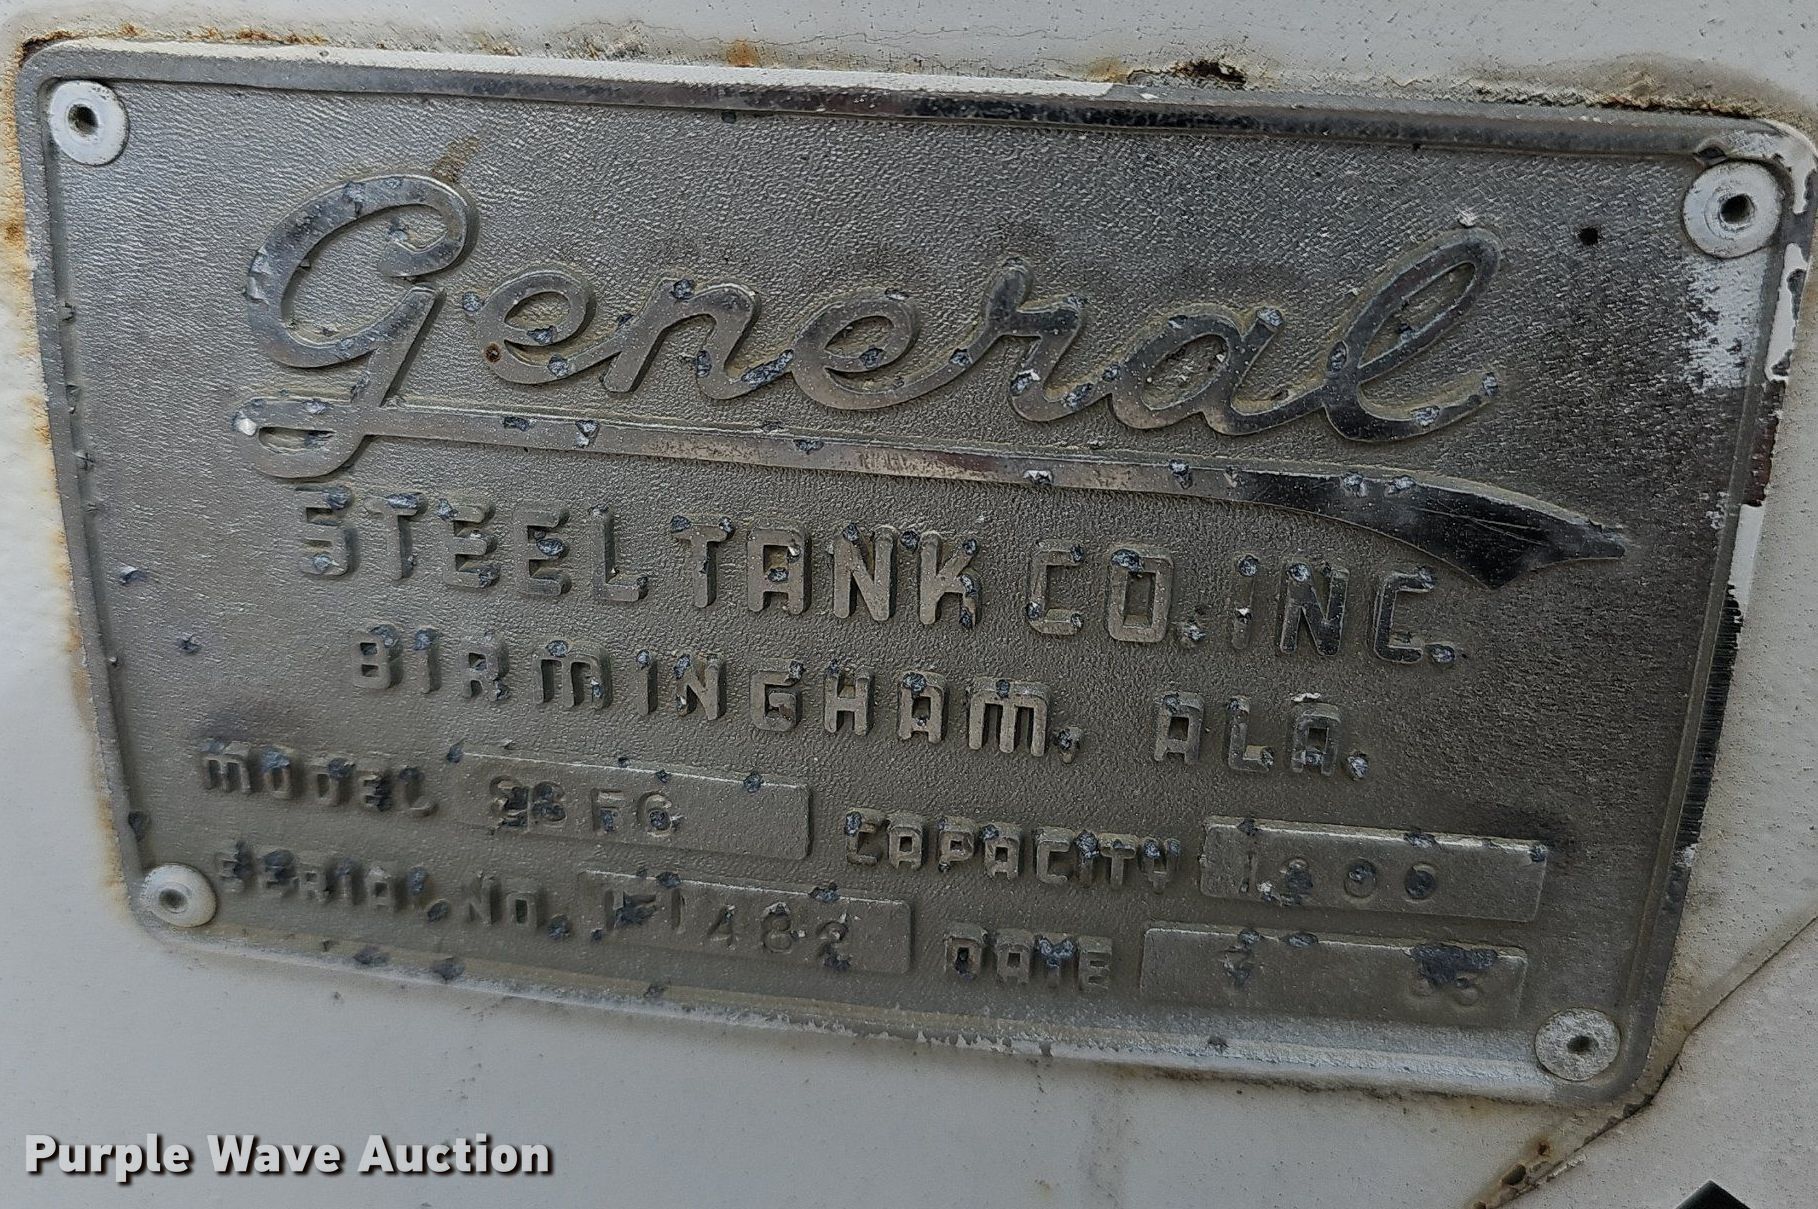 General
STEEL TANK CO. INC.
BIRMINGHAM, ALA.
MODEL
CAPACITY
SERIAL NO.
DATE
Purple Wave Auction